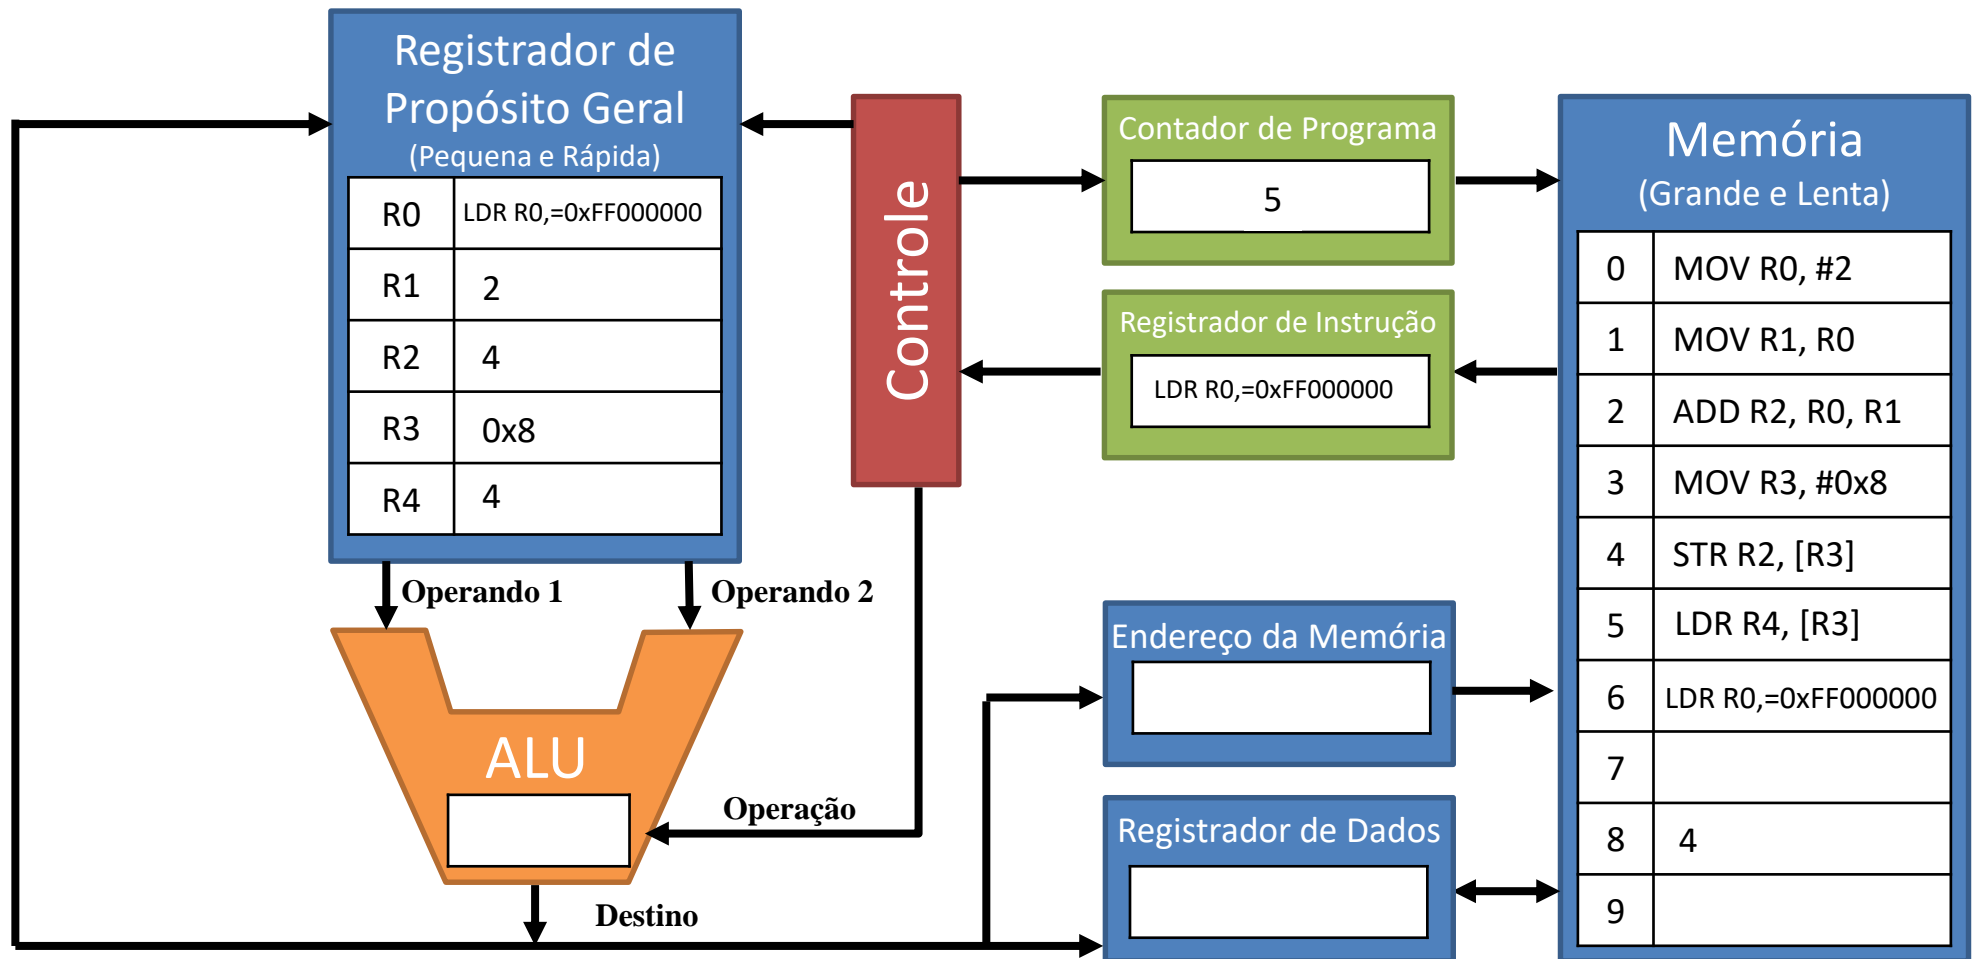 Registrador de
Propósito Geral
(Pequena e Rápida)
R0 LDR R0,=0xFF000000
R1 2
R2 4
R3 0x8
R4 4
Operando 1
Operando 2
ALU
Operação
Destino
Controle
Contador de Programa
5
Registrador de Instrução
LDR R0,=0xFF000000
Endereço da Memória
Registrador de Dados
Memória
(Grande e Lenta)
0 MOV R0, #2
1 MOV R1, R0
2 ADD R2, R0, R1
3 MOV R3, #0x8
4 STR R2, [R3]
5 LDR R4, [R3]
6 LDR R0,=0xFF000000
7
8 4
9